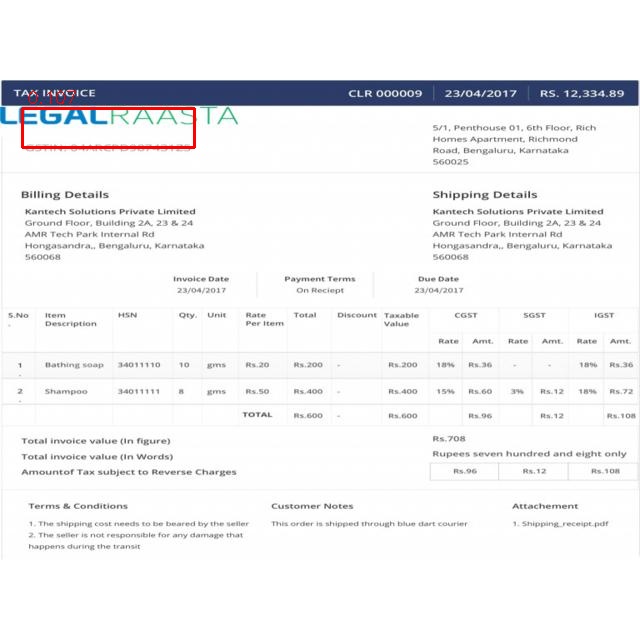 TAX INVOICE CLR 000009 23/04/2017 RS. 12,334.89
0.107
LEGALRAASTA
5/1, Penthouse 01, 6th Floor, Rich
Homes Apartment, Richmond
Road, Bengaluru, Karnataka
560025
GSTIN:
Billing Details
Kantech Solutions Private Limited
Ground Floor, Building 2A, 23 & 24
AMR Tech Park Internal Rd
Hongasandra,, Bengaluru, Karnataka
560068
Shipping Details
Kantech Solutions Private Limited
Ground Floor, Building 2A, 23 & 24
AMR Tech Park Internal Rd
Hongasandra,, Bengaluru, Karnataka
560068
Invoice Date Payment Terms Due Date
23/04/2017 On Reciept 23/04/2017
S.No. Item Description HSN Qty. Unit Rate Per Item Total Discount Taxable Value CGST SGST IGST
Rate Amt. Rate Amt. Rate Amt.
1. Bathing soap 34011110 10 gms Rs.20 Rs.200 - Rs.200 18% Rs.36 - - 18% Rs.36
2. Shampoo 34011111 8 gms Rs.50 Rs.400 - Rs.400 15% Rs.60 3% Rs.12 18% Rs.72
TOTAL Rs.600 - Rs.600 Rs.96 Rs.12 Rs.108
Total invoice value (In figure) Rs.708
Total invoice value (In Words) Rupees seven hundred and eight only
Amountof Tax subject to Reverse Charges Rs.96 Rs.12 Rs.108
Terms & Conditions
1. The shipping cost needs to be beared by the seller
2. The seller is not responsible for any damage that
happens during the transit
Customer Notes
This order is shipped through blue dart courier
Attachement
1. Shipping_receipt.pdf